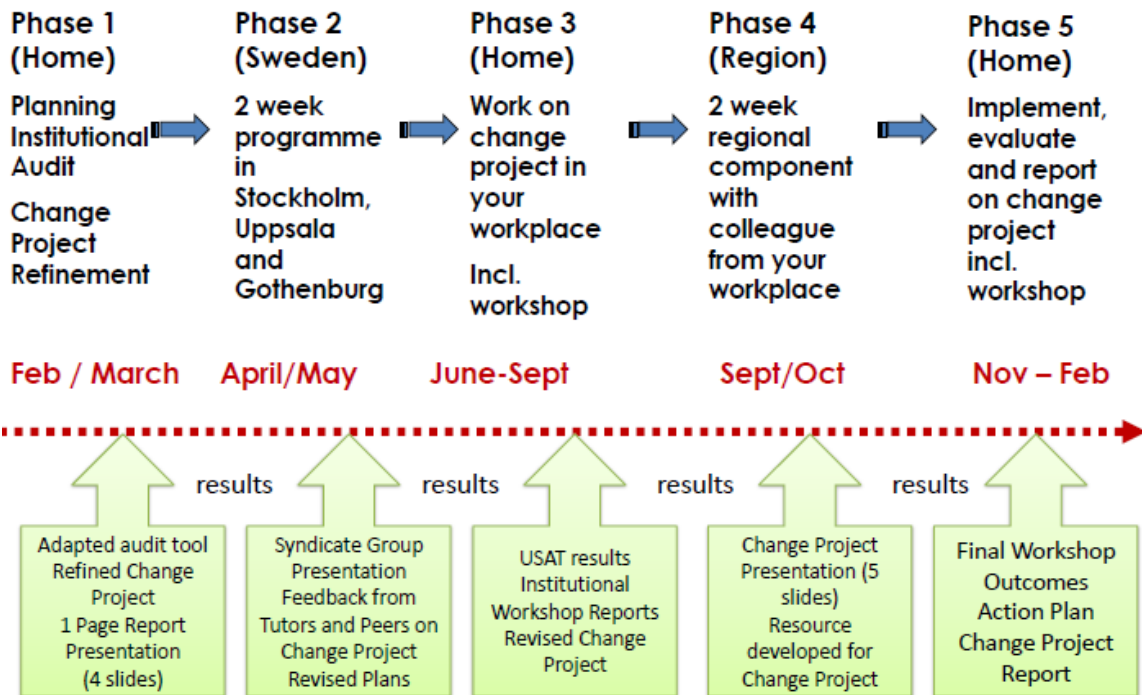 Phase 1
(Home)
Planning
Institutional
Audit
Change
Project
Refinement
Phase 2
(Sweden)
2 week
programme
in
Stockholm,
Uppsala
and
Gothenburg
Phase 3
(Home)
Work on
change
project in
your
workplace
Incl.
workshop
Phase 4
(Region)
2 week
regional
component
with
colleague
from your
workplace
Phase 5
(Home)
Implement,
evaluate
and report
on change
project
incl.
workshop
Feb / March
April/May
June-Sept
Sept/Oct
Nov – Feb
results
results
results
results
Adapted audit tool
Refined Change
Project
1 Page Report
Presentation
(4 slides)
Syndicate Group
Presentation
Feedback from
Tutors and Peers on
Change Project
Revised Plans
USAT results
Institutional
Workshop Reports
Revised Change
Project
Change Project
Presentation (5
slides)
Resource
developed for
Change Project
Final Workshop
Outcomes
Action Plan
Change Project
Report